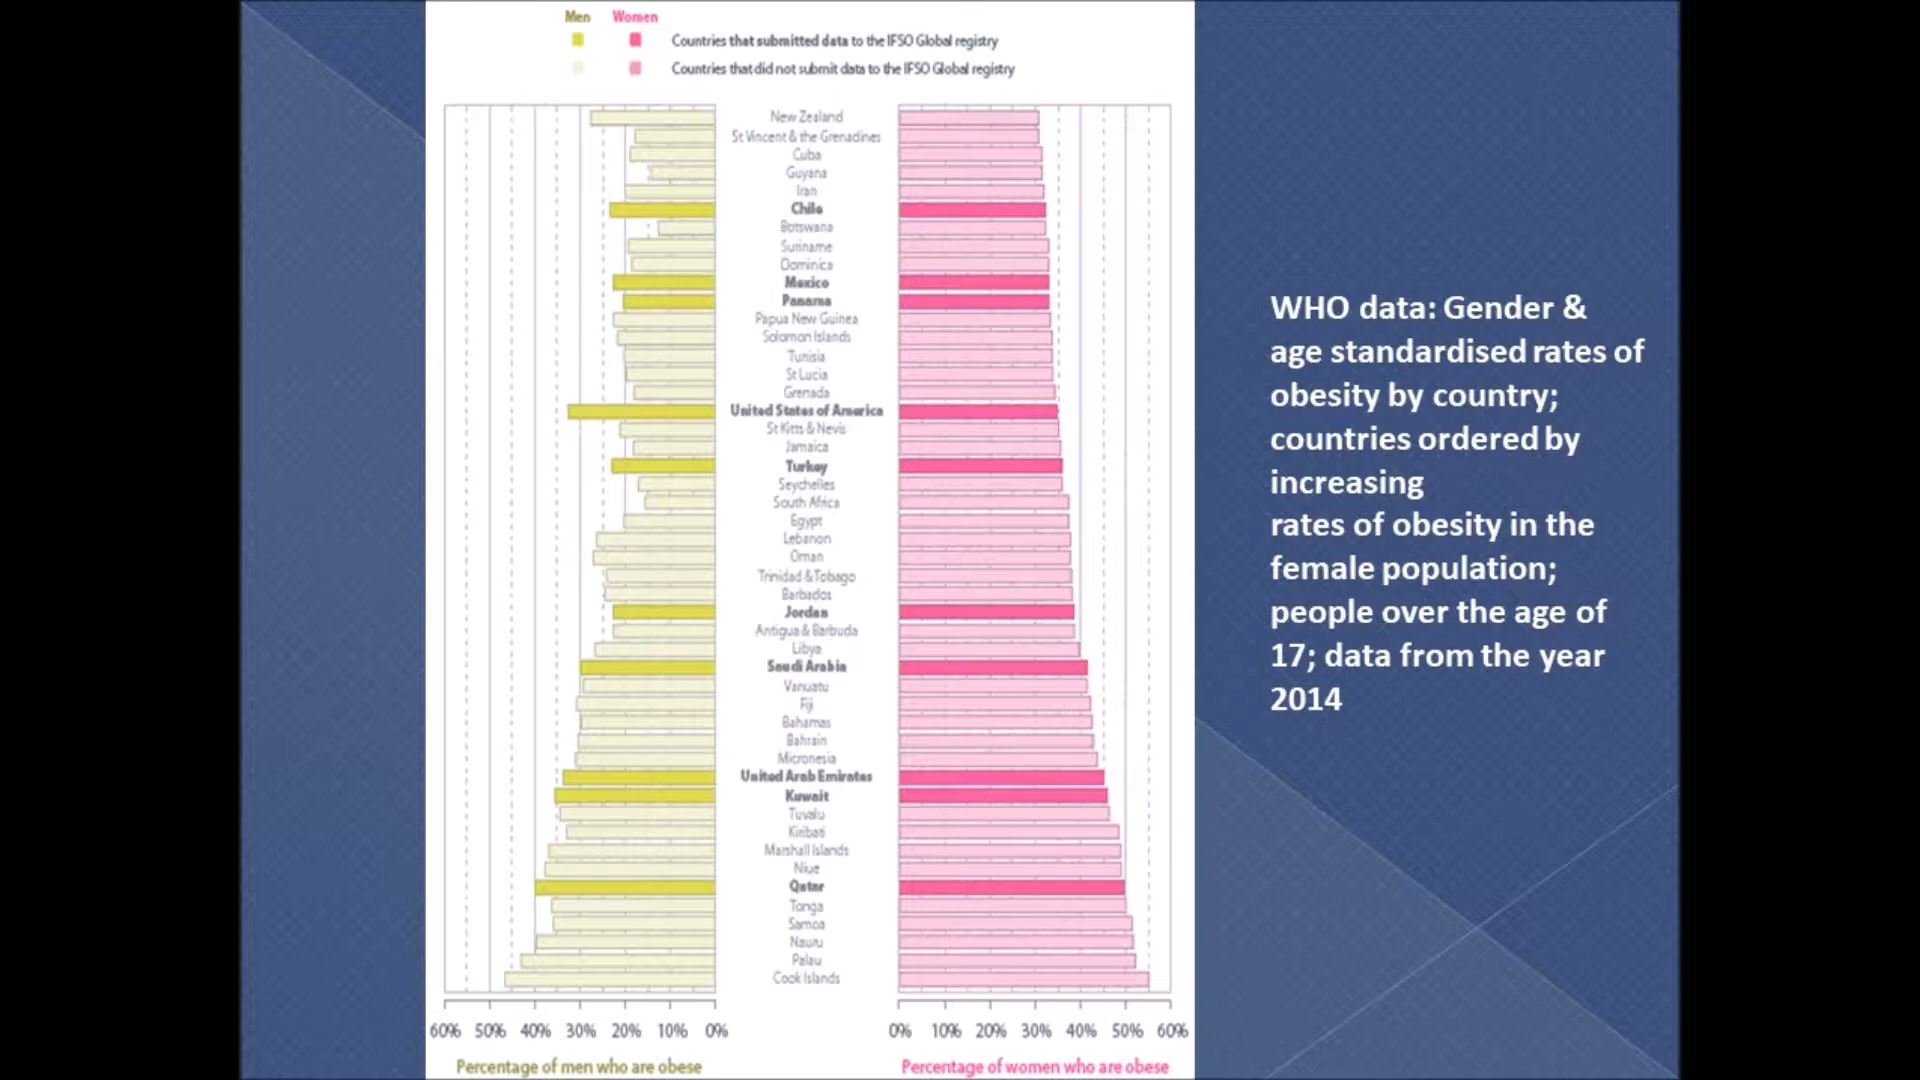 Men Women
Countries that submitted data to the IFSO Global registry
Countries that did not submit data to the IFSO Global registry
New Zealand
St Vincent & the Grenadines
Cuba
Guyana
Iran
Chile
Botswana
Suriname
Dominica
Mexico
Panama
Papua New Guinea
Solomon Islands
Tunisia
St Lucia
Grenada
United States of America
St Kitts & Nevis
Jamaica
Turkey
Seychelles
South Africa
Egypt
Lebanon
Oman
Trinidad & Tobago
Barbados
Jordan
Antigua & Barbuda
Libya
Saudi Arabia
Vanuatu
Fiji
Bahamas
Bahrain
Micronesia
United Arab Emirates
Kuwait
Tuvalu
Kiribati
Marshall Islands
Niue
Qatar
Tonga
Samoa
Nauru
Palau
Cook Islands
60% 50% 40% 30% 20% 10% 0% 0% 10% 20% 30% 40% 50% 60%
Percentage of men who are obese Percentage of women who are obese
WHO data: Gender &
age standardised rates of
obesity by country;
countries ordered by
increasing
rates of obesity in the
female population;
people over the age of
17; data from the year
2014